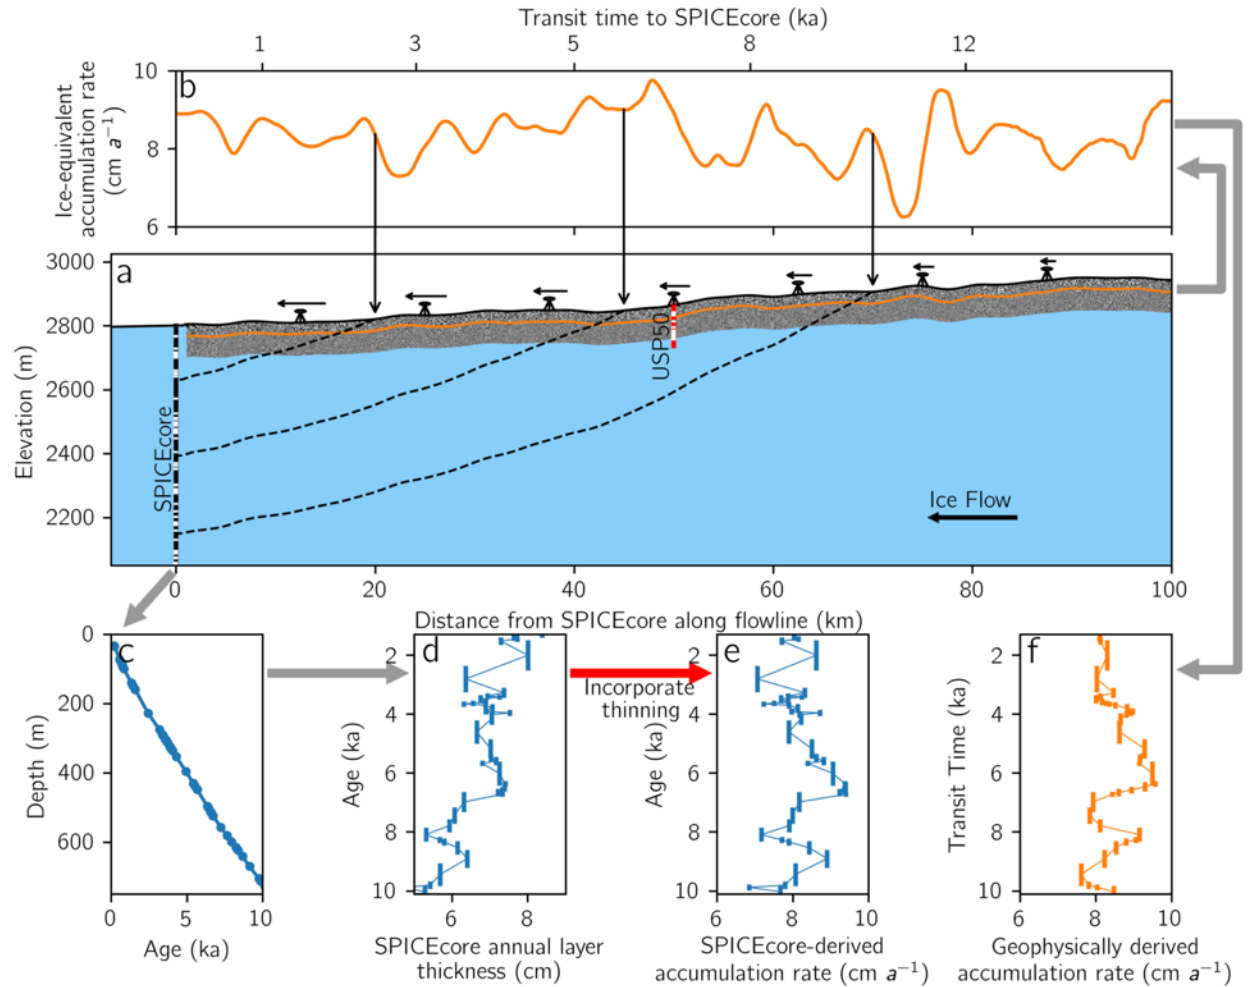 Transit time to SPICEcore (ka)
1 3 5 8 12
b
Ice-equivalent
accumulation rate
(cm a⁻¹)
10
8
6
a
Elevation (m)
3000
2800
2600
2400
2200
SPICEcore
USP50
Ice Flow
0 20 40 60 80 100
Distance from SPICEcore along flowline (km)
c
Depth (m)
0
200
400
600
0 5 10
Age (ka)
d
Age (ka)
2
4
6
8
10
6 8
SPICEcore annual layer
thickness (cm)
Incorporate
thinning
e
Age (ka)
2
4
6
8
10
6 8 10
SPICEcore-derived
accumulation rate (cm a⁻¹)
f
Transit Time (ka)
2
4
6
8
10
6 8 10
Geophysically derived
accumulation rate (cm a⁻¹)